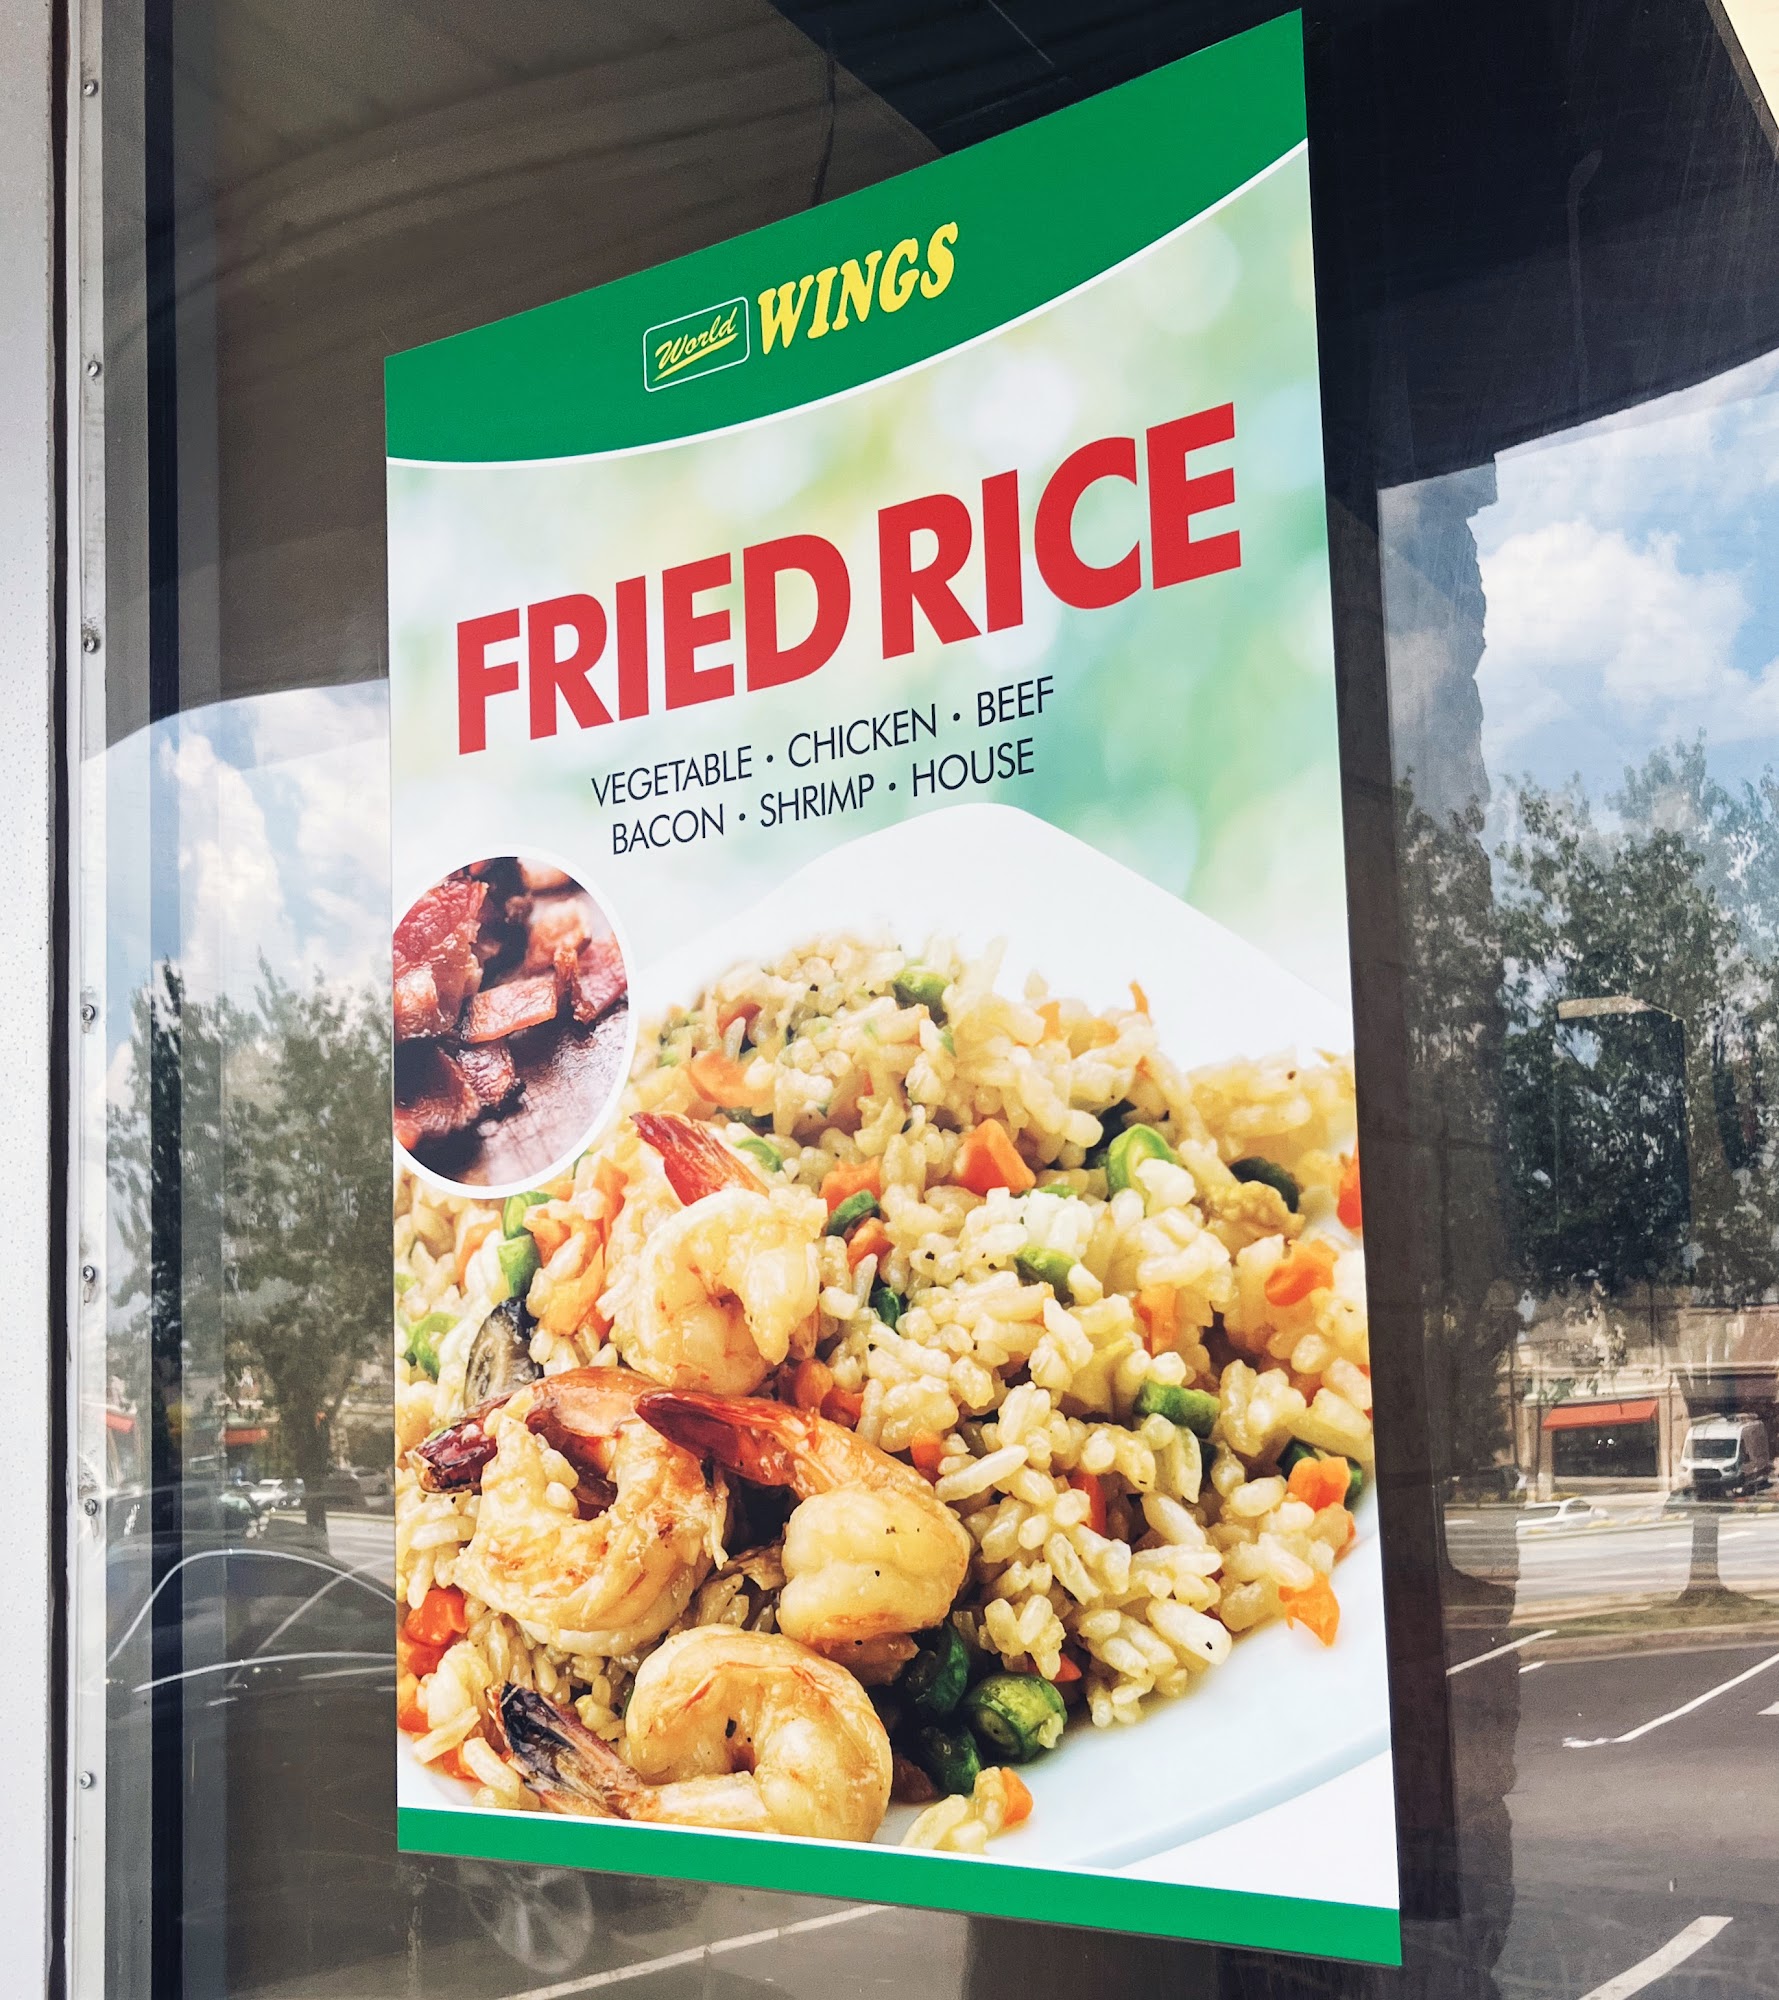 World WINGS
FRIED RICE
VEGETABLE • CHICKEN • BEEF
BACON • SHRIMP • HOUSE